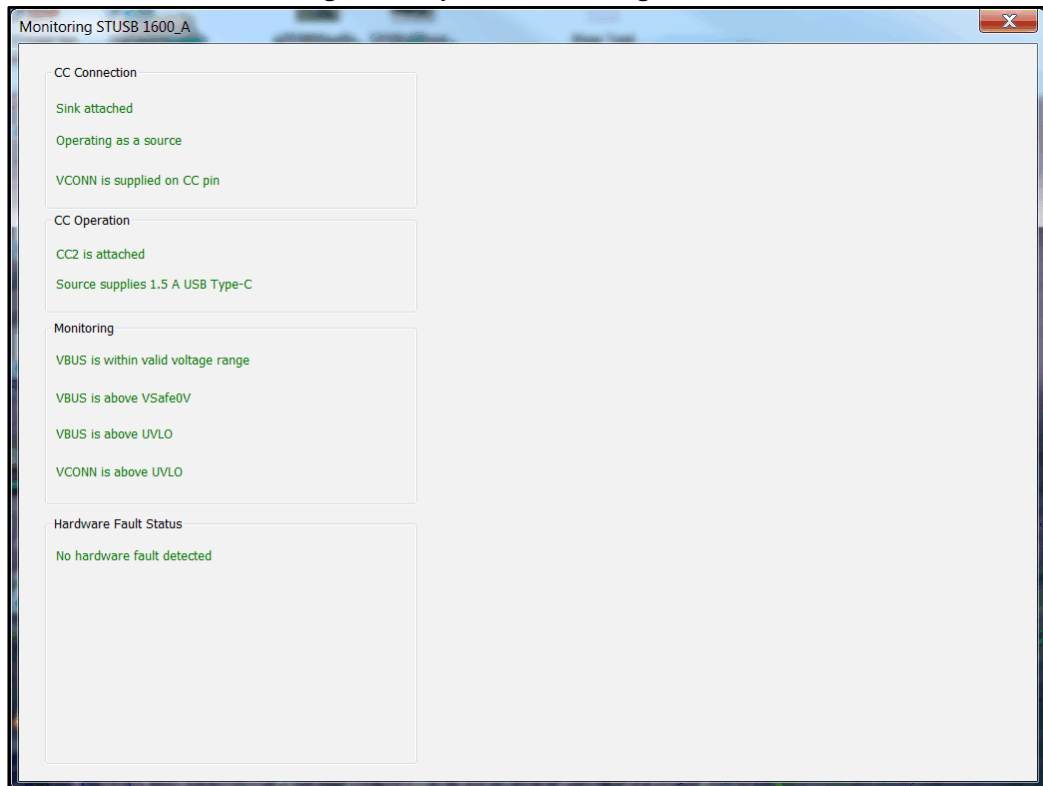 Monitoring STUSB 1600_A
CC Connection
Sink attached
Operating as a source
VCONN is supplied on CC pin
CC Operation
CC2 is attached
Source supplies 1.5 A USB Type-C
Monitoring
VBUS is within valid voltage range
VBUS is above VSafe0V
VBUS is above UVLO
VCONN is above UVLO
Hardware Fault Status
No hardware fault detected